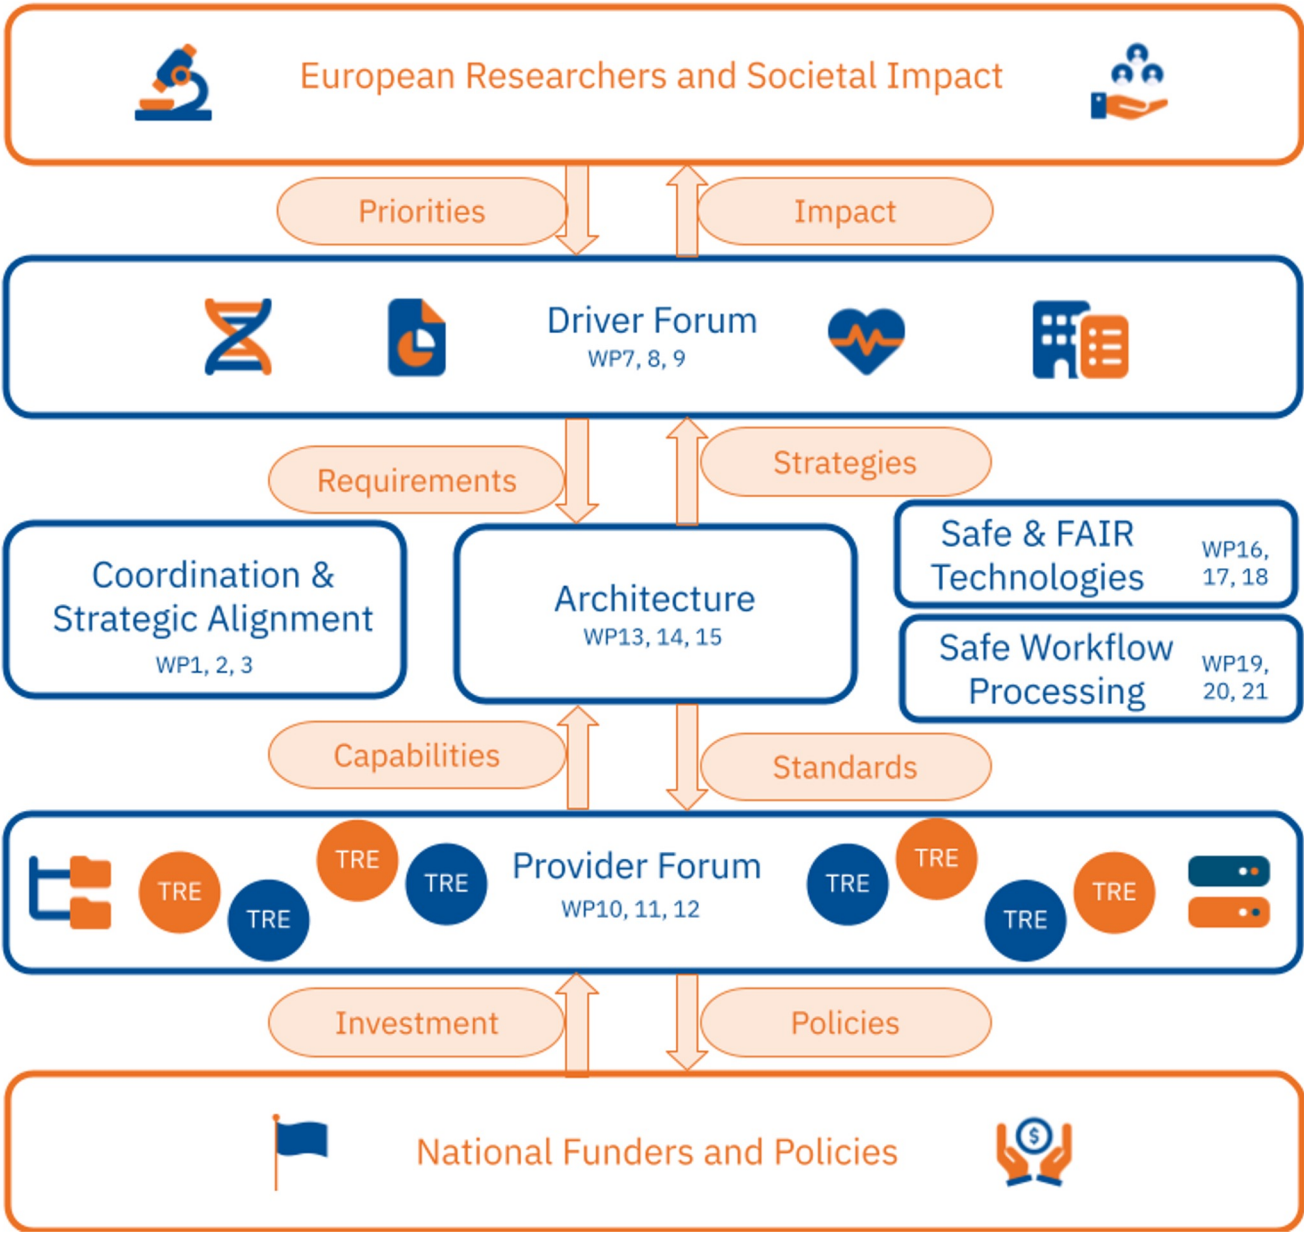 European Researchers and Societal Impact
Priorities
Impact
Driver Forum
WP7, 8, 9
Requirements
Strategies
Coordination &
Strategic Alignment
WP1, 2, 3
Architecture
WP13, 14, 15
Safe & FAIR
Technologies
WP16,
17, 18
Safe Workflow
Processing
WP19,
20, 21
Capabilities
Standards
TRE
TRE
TRE
TRE
Provider Forum
WP10, 11, 12
TRE
TRE
TRE
TRE
Investment
Policies
National Funders and Policies
$